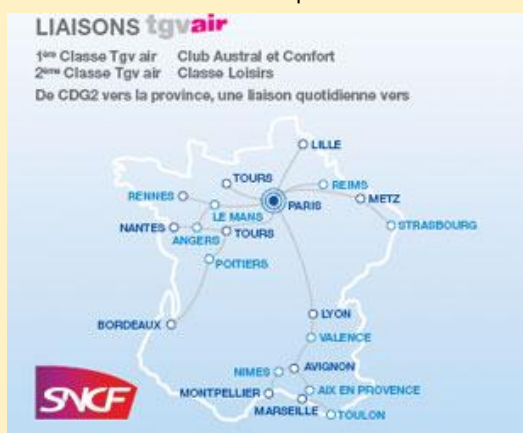 LIAISONS tgvair
1ère Classe Tgv air Club Austral et Confort
2ème Classe Tgv air Classe Loisirs
De CDG2 vers la province, une liaison quotidienne vers
LILLE
TOURS
REIMS
RENNES
METZ
PARIS
LE MANS
NANTES
STRASBOURG
TOURS
ANGERS
POITIERS
LYON
BORDEAUX
VALENCE
AVIGNON
NIMES
AIX EN PROVENCE
MONTPELLIER
MARSEILLE
TOULON
SNCF